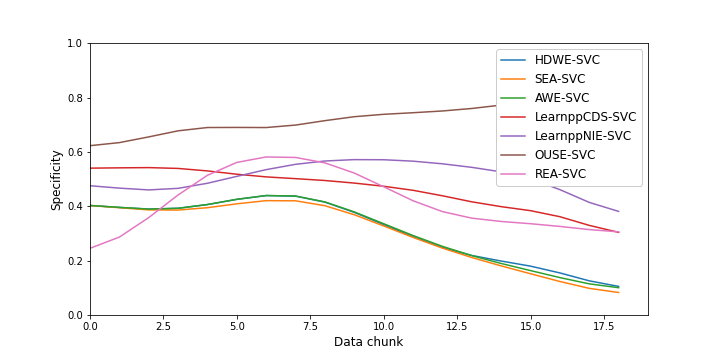 1.0
0.8
0.6
0.4
0.2
0.0
Specificity
HDWE-SVC
SEA-SVC
AWE-SVC
LearnppCDS-SVC
LearnppNIE-SVC
OUSE-SVC
REA-SVC
0.0 2.5 5.0 7.5 10.0 12.5 15.0 17.5
Data chunk